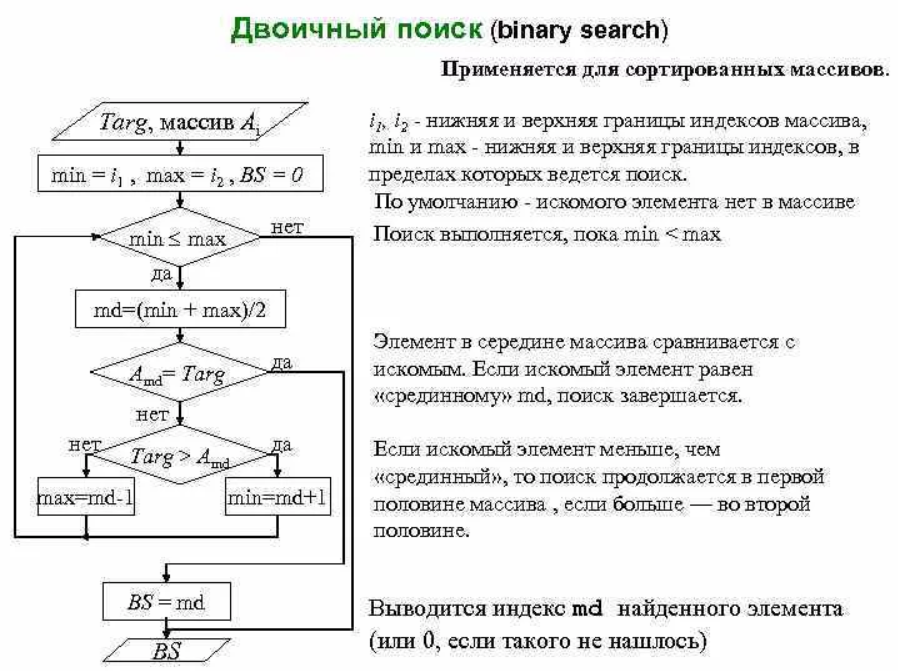 Двоичный поиск (binary search)
Применяется для сортированных массивов.
Targ, массив Ai
min = i1 , max = i2 , BS = 0
min ≤ max
нет
да
md=(min + max)/2
Amd= Targ
да
нет
Targ > Amd
нет
да
max=md-1
min=md+1
BS = md
BS
i1, i2 - нижняя и верхняя границы индексов массива,
min и max - нижняя и верхняя границы индексов, в
пределах которых ведется поиск.
По умолчанию - искомого элемента нет в массиве
Поиск выполняется, пока min < max
Элемент в середине массива сравнивается с
искомым. Если искомый элемент равен
«срединному» md, поиск завершается.
Если искомый элемент меньше, чем
«срединный», то поиск продолжается в первой
половине массива , если больше — во второй
половине.
Выводится индекс md найденного элемента
(или 0, если такого не нашлось)